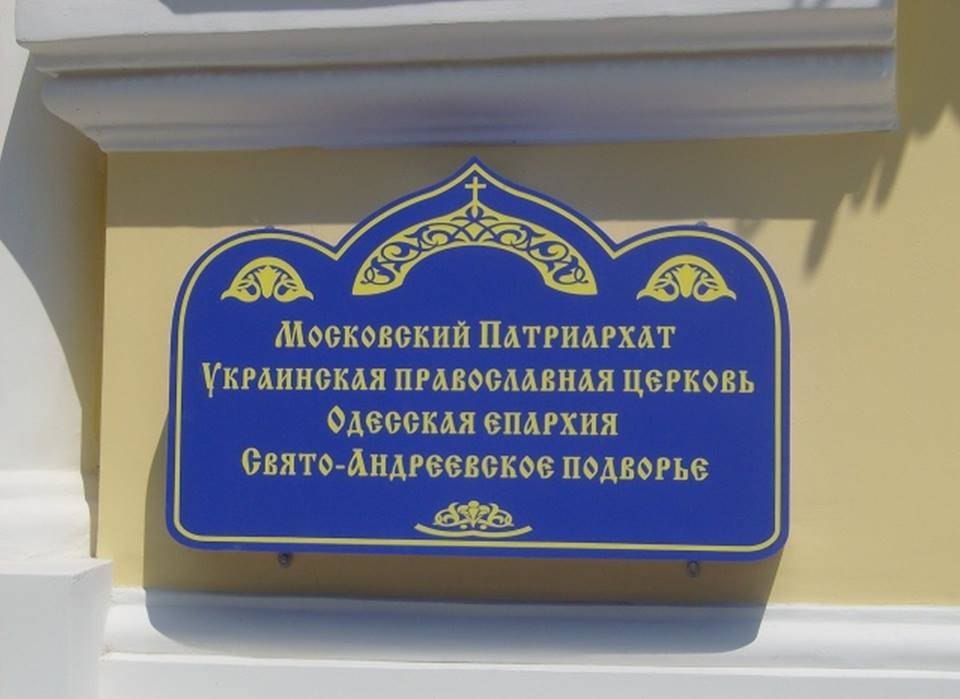 Московский Патриархат
Украинская православная церковь
Одесская епархия
Свято-Андреевское подворье